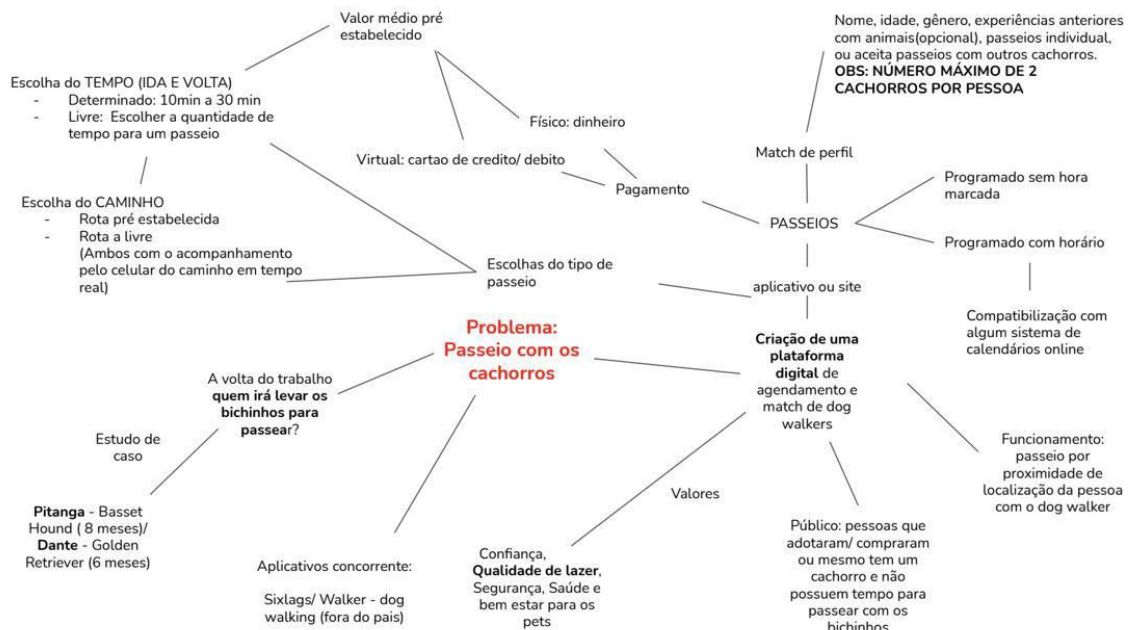 Valor médio pré
estabelecido
Nome, idade, gênero, experiências anteriores
com animais(opcional), passeios individual,
ou aceita passeios com outros cachorros.
OBS: NÚMERO MÁXIMO DE 2
CACHORROS POR PESSOA
Escolha do TEMPO (IDA E VOLTA)
- Determinado: 10min a 30 min
- Livre: Escolher a quantidade de
tempo para um passeio
Físico: dinheiro
Virtual: cartao de credito/ debito
Pagamento
Match de perfil
Programado sem hora
marcada
PASSEIOS
Programado com horário
Escolha do CAMINHO
- Rota pré estabelecida
- Rota a livre
(Ambos com o acompanhamento
pelo celular do caminho em tempo
real)
Escolhas do tipo de
passeio
aplicativo ou site
Compatibilização com
algum sistema de
calendários online
Problema:
Passeio com os
cachorros
Criação de uma
plataforma
digital de
agendamento e
match de dog
walkers
A volta do trabalho
quem irá levar os
bichinhos para
passear?
Estudo de
caso
Pitanga - Basset
Hound ( 8 meses)/
Dante - Golden
Retriever (6 meses)
Aplicativos concorrente:
Sixlags/ Walker - dog
walking (fora do pais)
Valores
Confiança,
Qualidade de lazer,
Segurança, Saúde e
bem estar para os
pets
Público: pessoas que
adotaram/ compraram
ou mesmo tem um
cachorro e não
possuem tempo para
passear com os
bichinhos
Funcionamento:
passeio por
proximidade de
localização da pessoa
com o dog walker